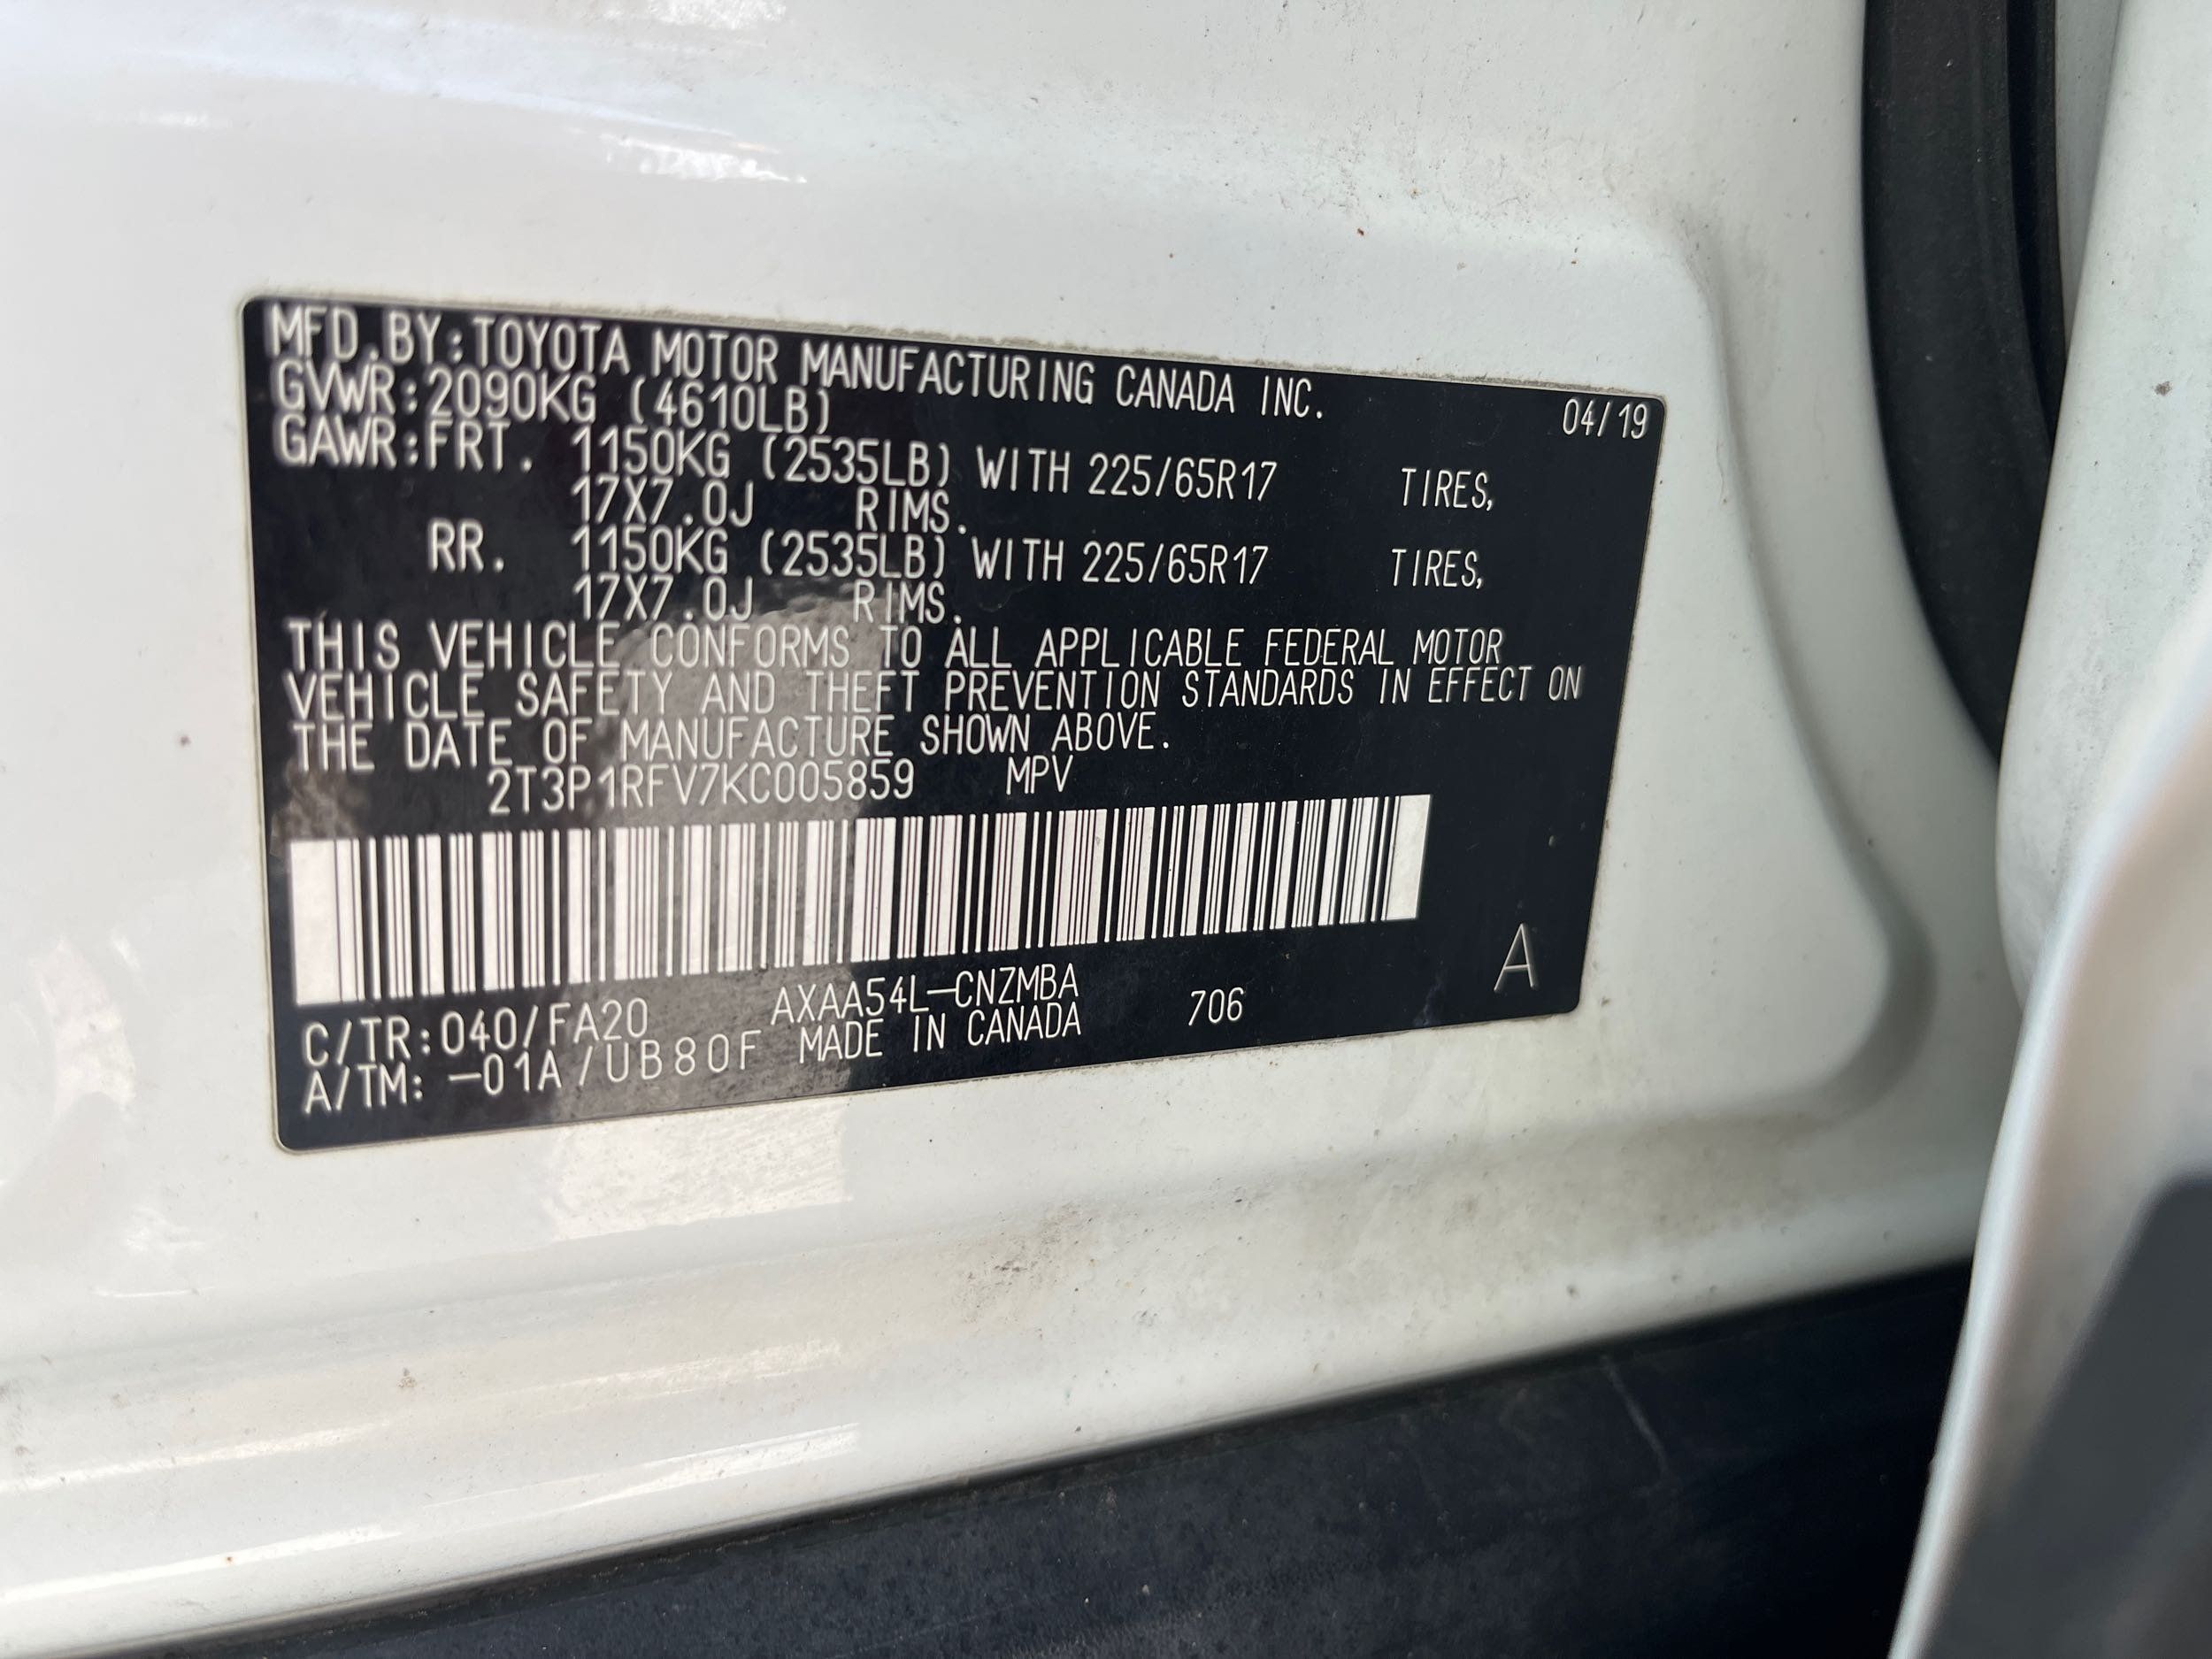 MFD.BY:TOYOTA MOTOR MANUFACTURING CANADA INC. 04/19
GVWR:2090KG (4610LB)
GAWR:FRT. 1150KG (2535LB) WITH 225/65R17 TIRES,
17X7.0J RIMS.
RR. 1150KG (2535LB) WITH 225/65R17 TIRES,
17X7.0J RIMS.
THIS VEHICLE CONFORMS TO ALL APPLICABLE FEDERAL MOTOR
VEHICLE SAFETY AND THEFT PREVENTION STANDARDS IN EFFECT ON
THE DATE OF MANUFACTURE SHOWN ABOVE.
2T3P1RFV7KC005859 MPV
A
C/TR:040/FA20 AXAA54L-CNZMBA 706
A/TM: -01A/UB80F MADE IN CANADA